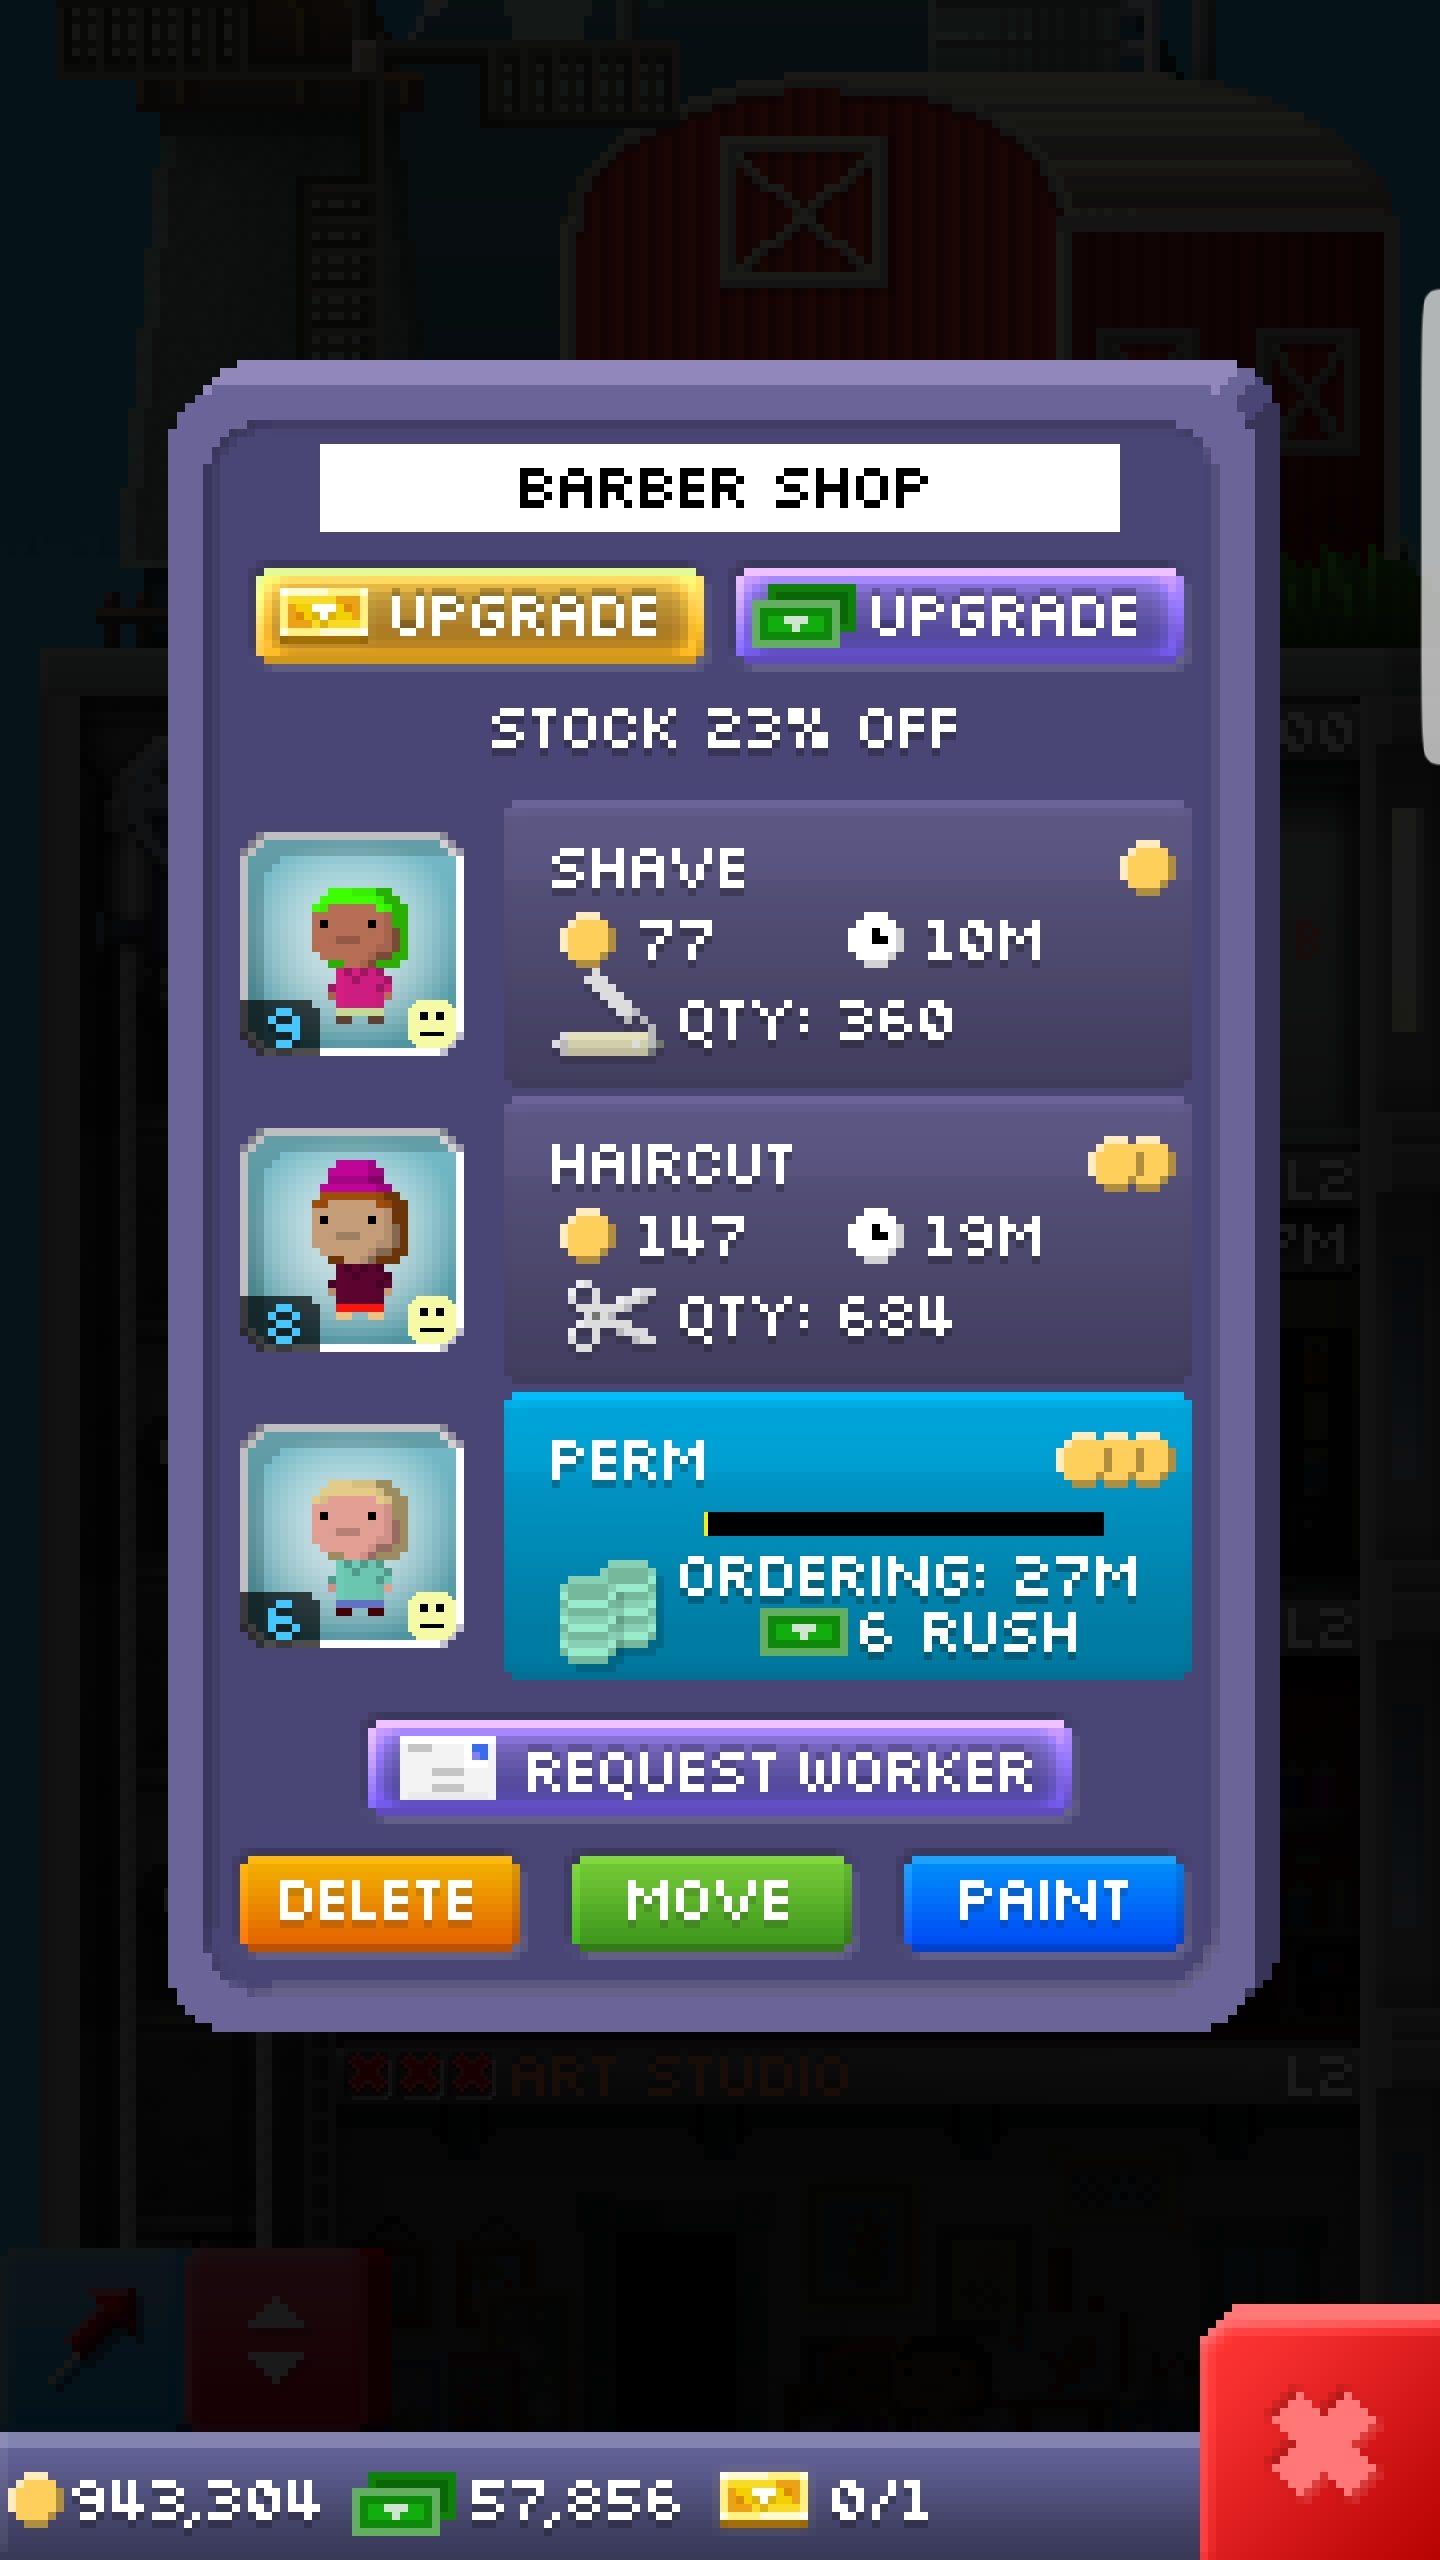 BARBER SHOP
UPGRADE UPGRADE
STOCK 23% OFF
SHAVE
77 10M
QTY: 360
9
HAIRCUT
147 19M
QTY: 684
8
PERM
ORDERING: 27M
6 RUSH
6
REQUEST WORKER
DELETE MOVE PAINT
ART STUDIO L2
943,304 57,856 0/1